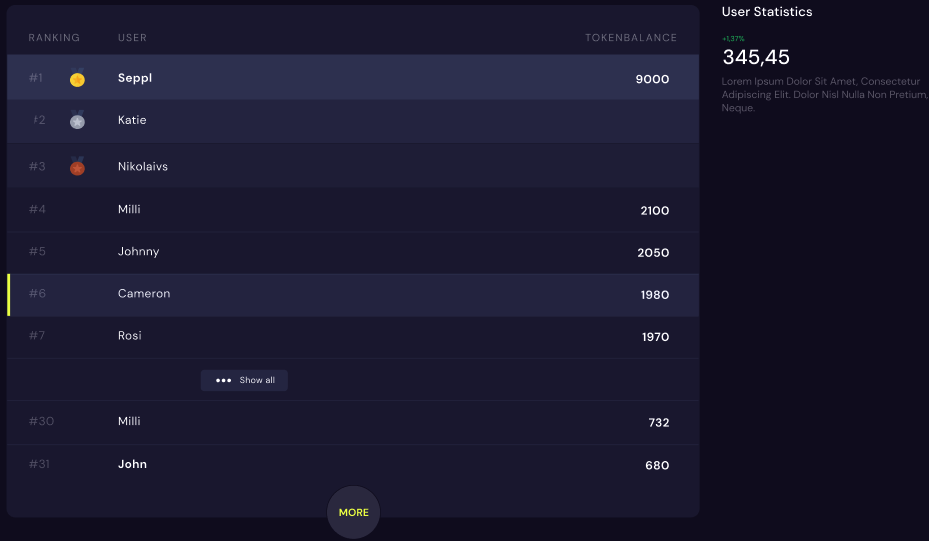 User Statistics
RANKING USER TOKENBALANCE
+1,37%
345,45
#1 Seppl 9000
Lorem Ipsum Dolor Sit Amet, Consectetur
Adipiscing Elit. Dolor Nisl Nulla Non Pretium,
Neque.
#2 Katie
#3 Nikolaivs
#4 Milli 2100
#5 Johnny 2050
#6 Cameron 1980
#7 Rosi 1970
••• Show all
#30 Milli 732
#31 John 680
MORE